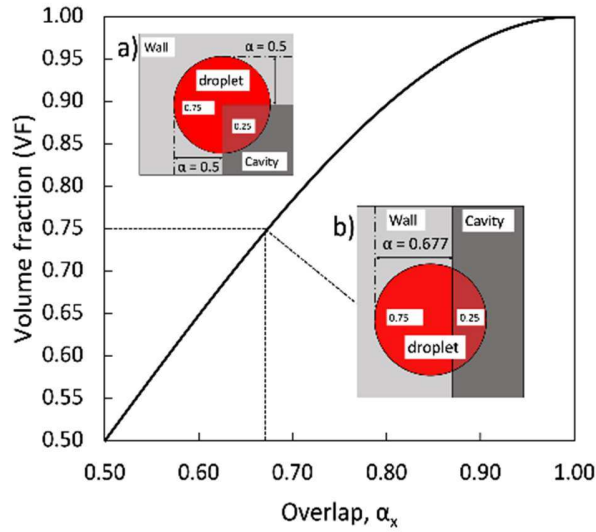 1.00
0.95
0.90
0.85
0.80
0.75
0.70
0.65
0.60
0.55
0.50
Volume fraction (VF)
a)
Wall
α = 0.5
droplet
0.75
0.25
α = 0.5
Cavity
b)
Wall
Cavity
α = 0.677
0.75
0.25
droplet
0.50
0.60
0.70
0.80
0.90
1.00
Overlap, αx